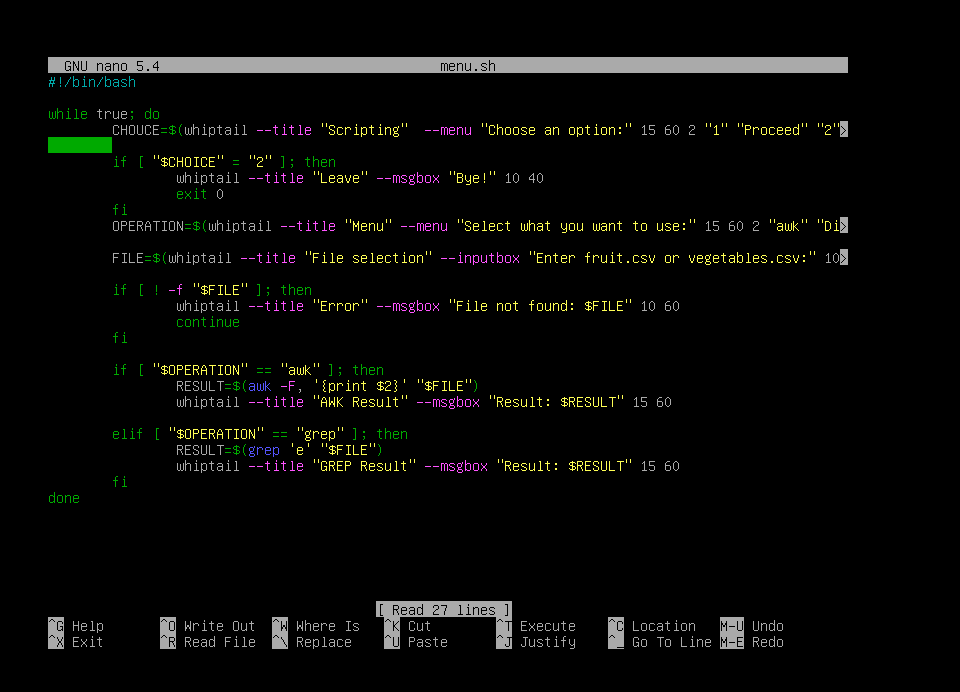 GNU nano 5.4 menu.sh
#!/bin/bash
while true; do
CHOUCE=$(whiptail --title "Scripting"  --menu "Choose an option:" 15 60 2 "1" "Proceed" "2">
if [ "$CHOICE" = "2" ]; then
whiptail --title "Leave" --msgbox "Bye!" 10 40
exit 0
fi
OPERATION=$(whiptail --title "Menu" --menu "Select what you want to use:" 15 60 2 "awk" "Di>
FILE=$(whiptail --title "File selection" --inputbox "Enter fruit.csv or vegetables.csv:" 10>
if [ ! -f "$FILE" ]; then
whiptail --title "Error" --msgbox "File not found: $FILE" 10 60
continue
fi
if [ "$OPERATION" == "awk" ]; then
RESULT=$(awk -F, '{print $2}' "$FILE")
whiptail --title "AWK Result" --msgbox "Result: $RESULT" 15 60
elif [ "$OPERATION" == "grep" ]; then
RESULT=$(grep 'e' "$FILE")
whiptail --title "GREP Result" --msgbox "Result: $RESULT" 15 60
fi
done
[ Read 27 lines ]
^G Help ^O Write Out ^W Where Is ^K Cut ^T Execute ^C Location M-U Undo
^X Exit ^R Read File ^\ Replace ^U Paste ^J Justify ^_ Go To Line M-E Redo